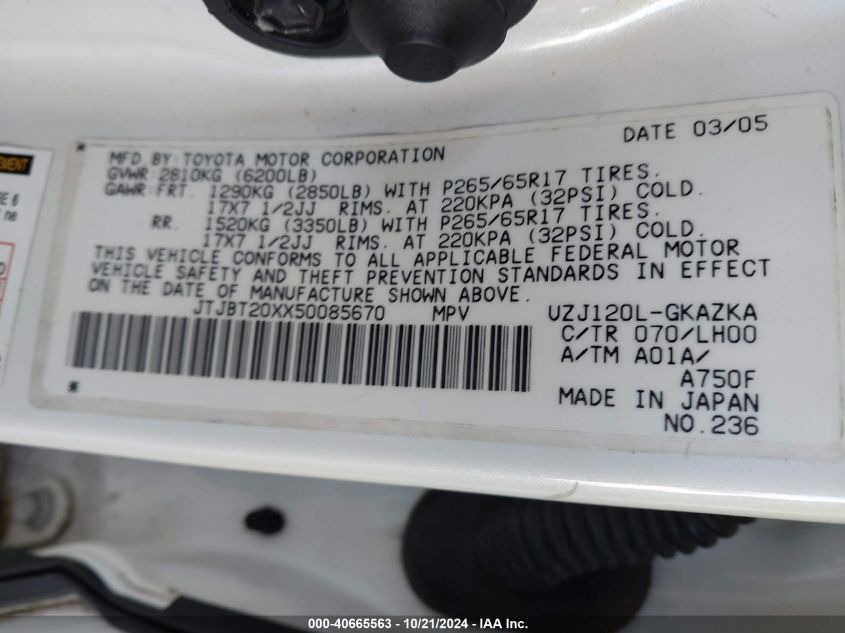 EMENT
RE 6
ne
DATE 03/05
MFD.BY:TOYOTA MOTOR CORPORATION
GVWR:2810KG (6200LB)
GAWR:FRT. 1290KG (2850LB) WITH P265/65R17 TIRES.
17X7 1/2JJ RIMS. AT 220KPA (32PSI) COLD.
RR. 1520KG (3350LB) WITH P265/65R17 TIRES.
17X7 1/2JJ RIMS. AT 220KPA (32PSI) COLD.
THIS VEHICLE CONFORMS TO ALL APPLICABLE FEDERAL MOTOR
VEHICLE SAFETY AND THEFT PREVENTION STANDARDS IN EFFECT
ON THE DATE OF MANUFACTURE SHOWN ABOVE.
JTJBT20XX50085670 MPV UZJ120L-GKAZKA
C/TR 070/LH00
A/TM A01A/
A750F
MADE IN JAPAN
NO.236
000-40665563 - 10/21/2024 - IAA Inc.